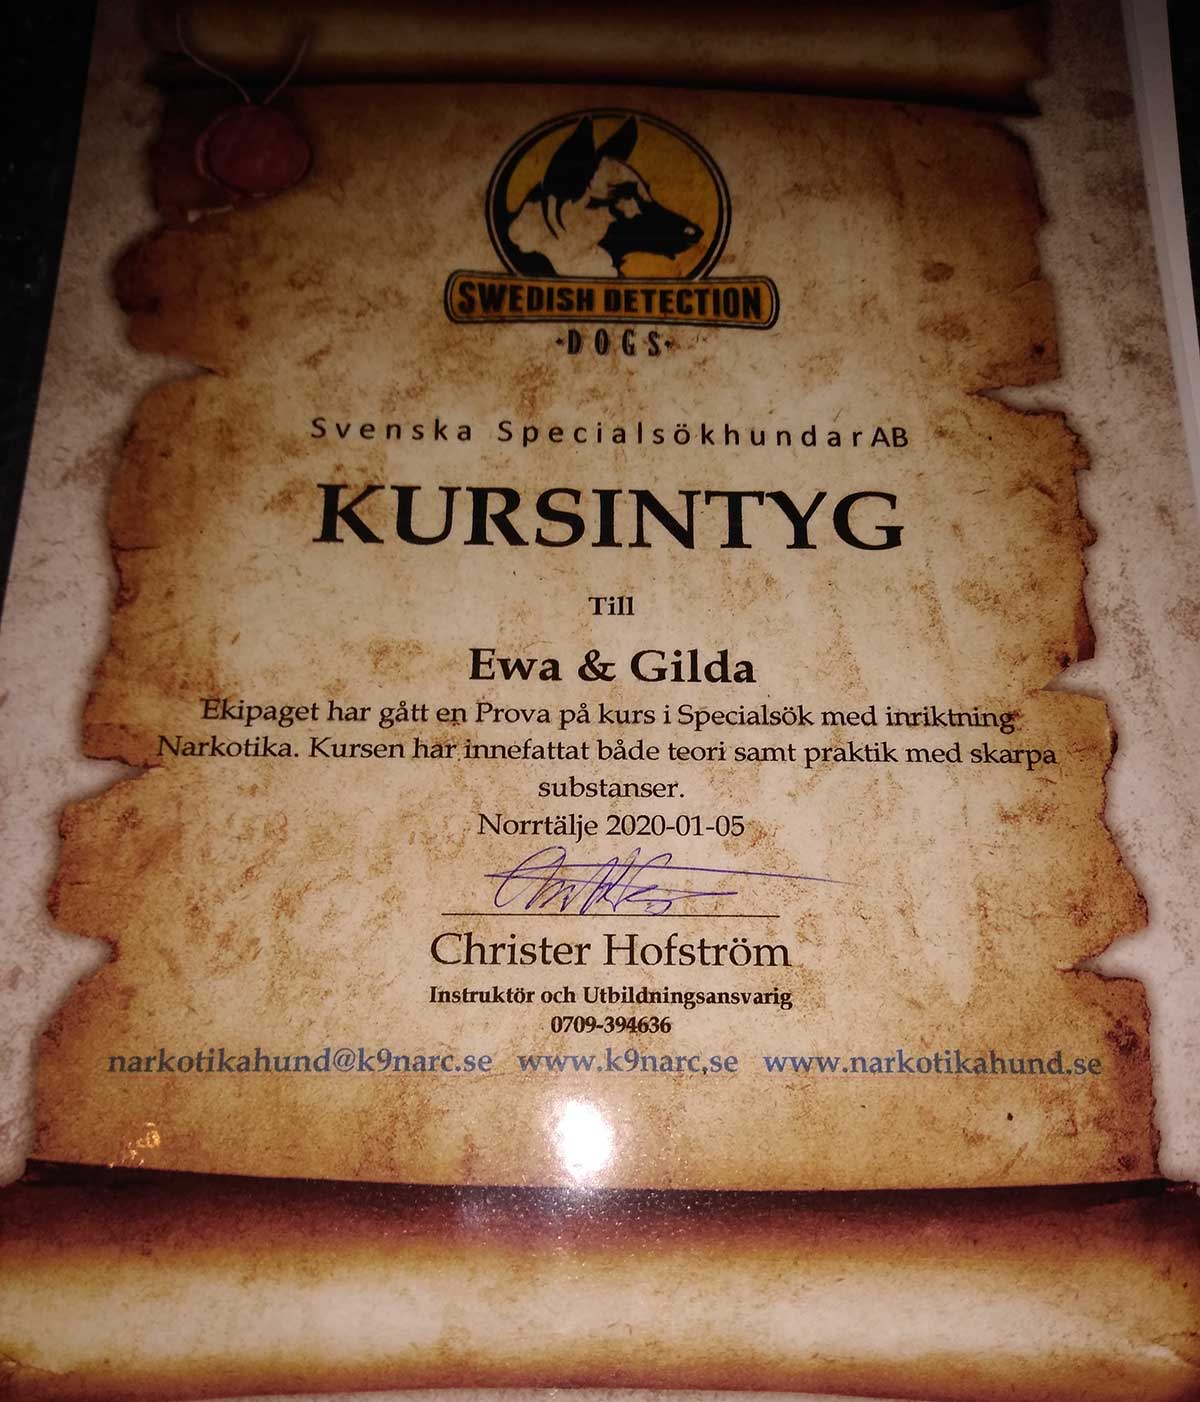 SWEDISH DETECTION
·DOGS·
Svenska SpecialsökhundarAB
KURSINTYG
Till
Ewa & Gilda
Ekipaget har gått en Prova på kurs i Specialsök med inriktning
Narkotika. Kursen har innefattat både teori samt praktik med skarpa
substanser.
Norrtälje 2020-01-05
Christer Hofström
Instruktör och Utbildningsansvarig
0709-394636
narkotikahund@k9narc.se www.k9narc,se www.narkotikahund.se